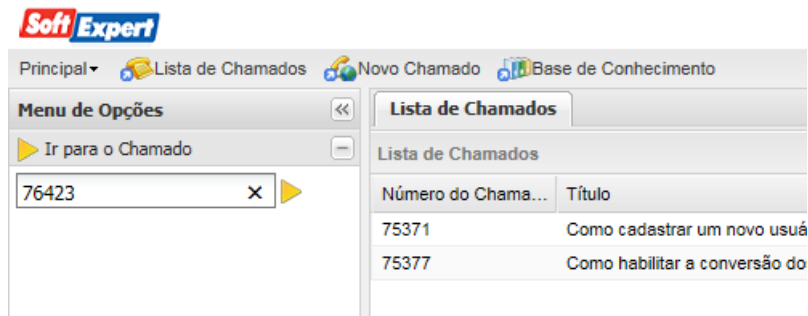 Soft Expert
Principal Lista de Chamados Novo Chamado Base de Conhecimento
Menu de Opções
Ir para o Chamado
76423
Lista de Chamados
Lista de Chamados
Número do Chama... Título
75371 Como cadastrar um novo usuá
75377 Como habilitar a conversão do